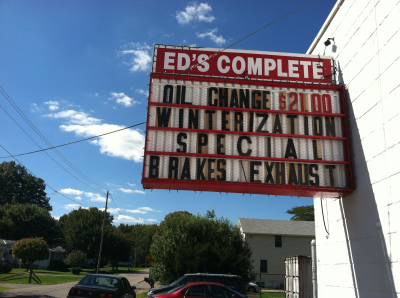 ED'S COMPLETE
OIL CHANGE $21.00
WINTERIZATION
SPECIAL
BRAKES EXHAUST